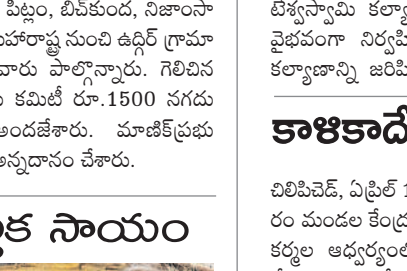 పిట్లం, బిచ్‌కుంద, నిజాంసా
మహారాష్ట్ర నుంచి ఉద్గిర్ గ్రామా
వారు పాల్గొన్నారు. గెలిచిన
కమిటీ రూ.1500 నగదు
అందజేశారు. మాణిక్‌ప్రభు
అన్నదానం చేశారు.
క సాయం
టేశ్వస్వామి కల్యా
వైభవంగా నిర్వహి
కల్యాణాన్ని జరిపి
కాళికాదే
చిలిపిచెడ్, ఏప్రిల్ 1
రం మండల కేంద్ర
కర్మల ఆధ్వర్యంల